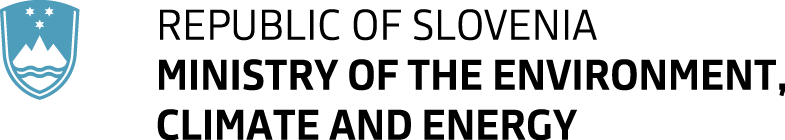 REPUBLIC OF SLOVENIA
MINISTRY OF THE ENVIRONMENT,
CLIMATE AND ENERGY